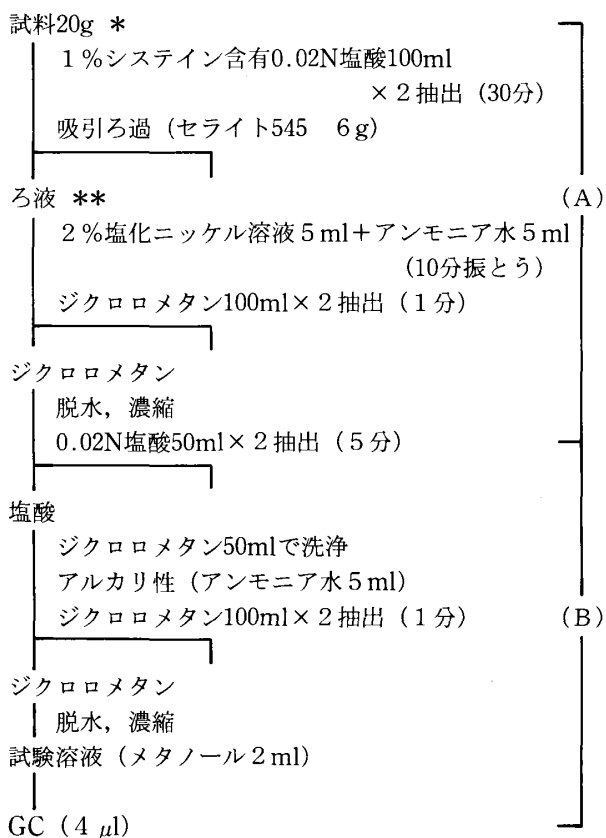 試料20g *
1%システイン含有0.02N塩酸100ml
×2抽出(30分)
吸引ろ過(セライト545 6g)
ろ液 **
(A)
2%塩化ニッケル溶液5ml+アンモニア水5ml
(10分振とう)
ジクロロメタン100ml×2抽出(1分)
ジクロロメタン
脱水,濃縮
0.02N塩酸50ml×2抽出(5分)
塩酸
ジクロロメタン50mlで洗浄
アルカリ性(アンモニア水5ml)
ジクロロメタン100ml×2抽出(1分)
(B)
ジクロロメタン
脱水,濃縮
試験溶液(メタノール2ml)
GC(4 μl)